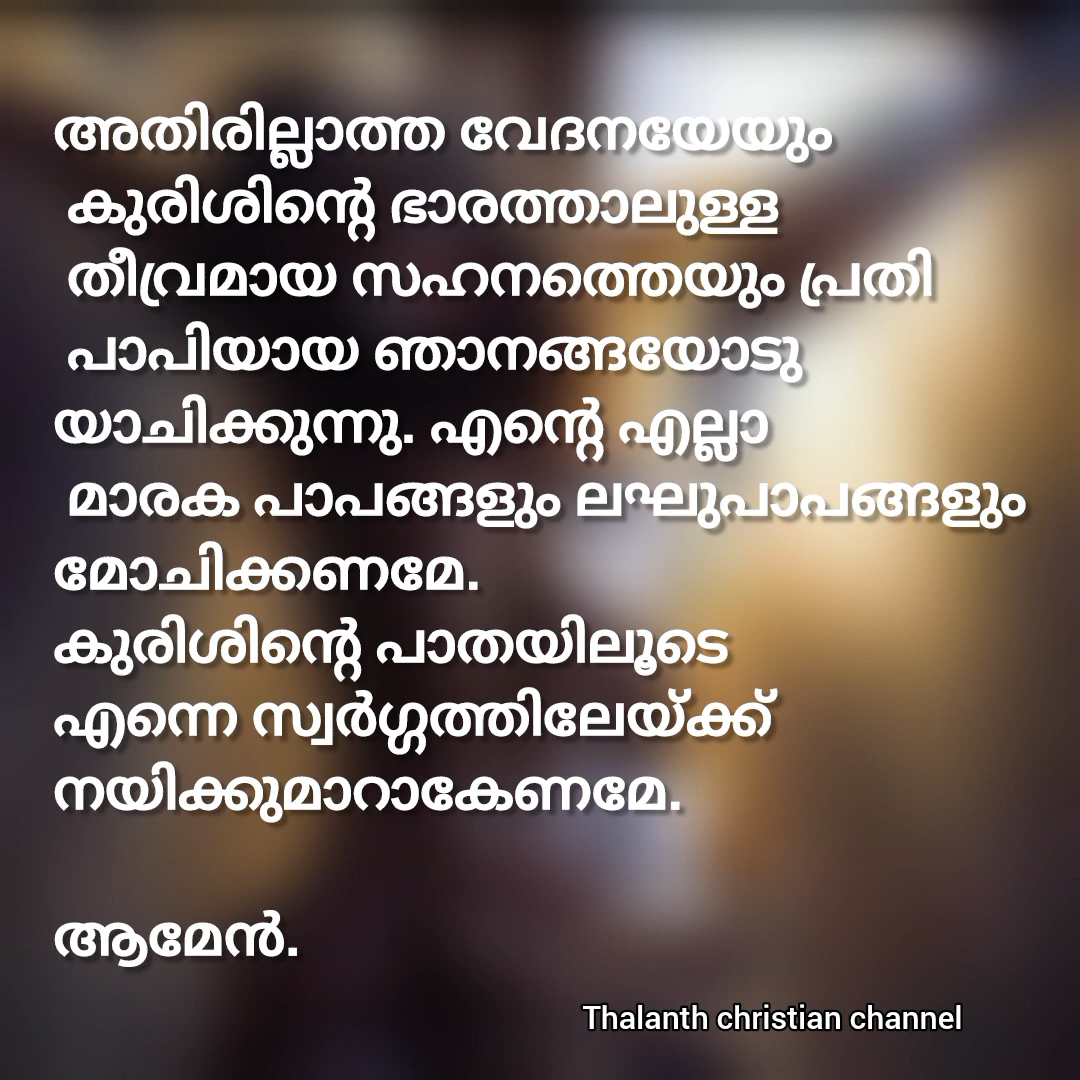 അതിരില്ലാത്ത വേദനയേയും
കുരിശിന്റെ ഭാരത്താലുള്ള
തീവ്രമായ സഹനത്തെയും പ്രതി
പാപിയായ ഞാനങ്ങയോടു
യാചിക്കുന്നു. എന്റെ എല്ലാ
മാരക പാപങ്ങളും ലഘുപാപങ്ങളും
മോചിക്കണമേ.
കുരിശിന്റെ പാതയിലൂടെ
എന്നെ സ്വർഗ്ഗത്തിലേയ്ക്ക്
നയിക്കുമാറാകേണമേ.
ആമേൻ.
Thalanth christian channel